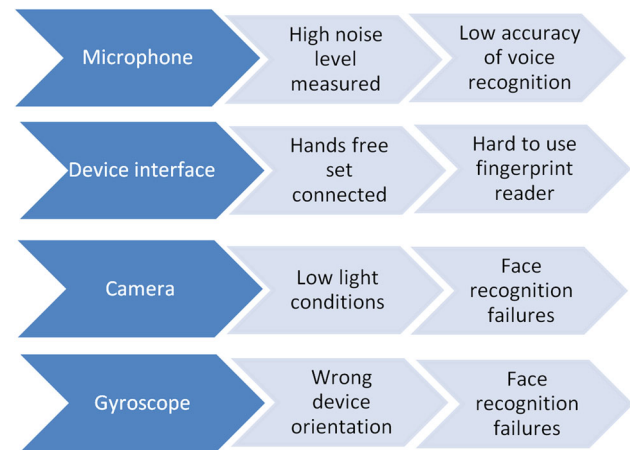 Microphone
High noise
level
measured
Low accuracy
of voice
recognition
Device interface
Hands free
set
connected
Hard to use
fingerprint
reader
Camera
Low light
conditions
Face
recognition
failures
Gyroscope
Wrong
device
orientation
Face
recognition
failures